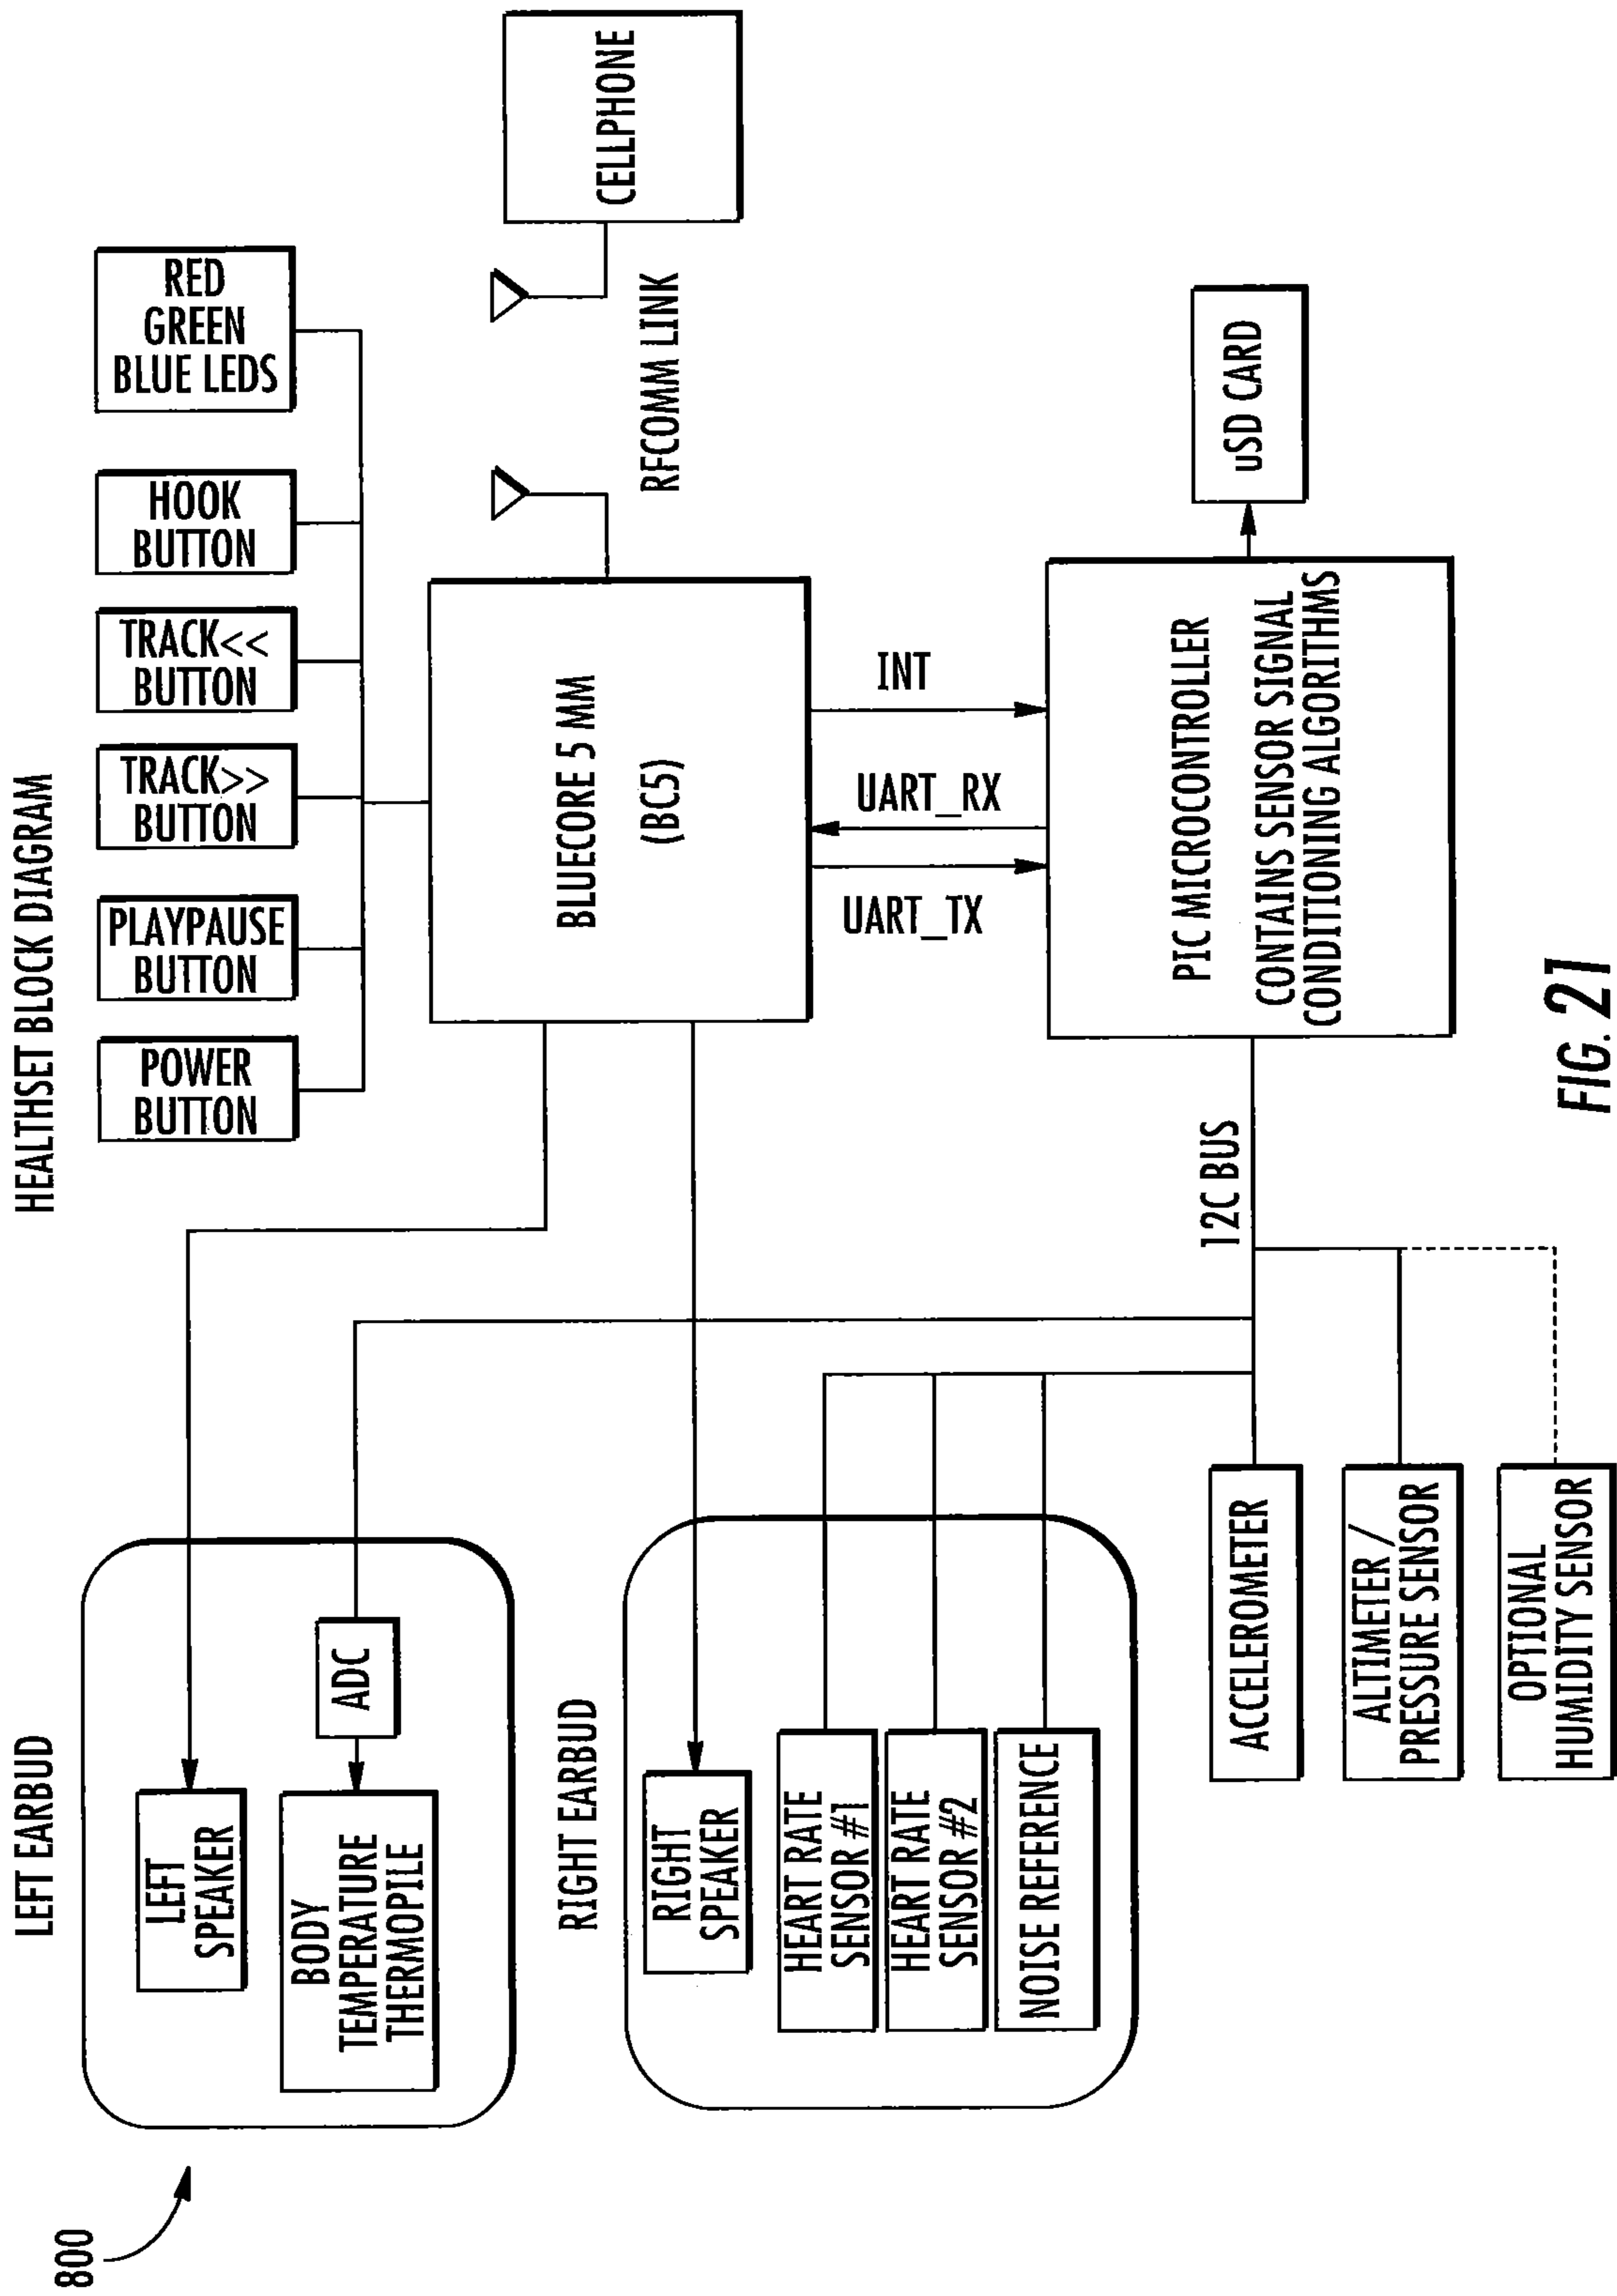 HEALTHSET BLOCK DIAGRAM
800
LEFT EARBUD
LEFT
SPEAKER
BODY
TEMPERATURE
THERMOPILE
ADC
POWER
BUTTON
PLAYPAUSE
BUTTON
TRACK>>
BUTTON
TRACK<<
BUTTON
HOOK
BUTTON
RED
GREEN
BLUE LEDS
RIGHT EARBUD
RIGHT
SPEAKER
HEART RATE
SENSOR #1
HEART RATE
SENSOR #2
NOISE REFERENCE
BLUECORE 5 MM
(BC5)
CELLPHONE
RFCOMM LINK
UART_TX
UART_RX
INT
PIC MICROCONTROLLER
CONTAINS SENSOR SIGNAL
CONDITIONING ALGORITHMS
uSD CARD
12C BUS
ACCELEROMETER
ALTIMETER /
PRESSURE SENSOR
OPTIONAL
HUMIDITY SENSOR
FIG. 21